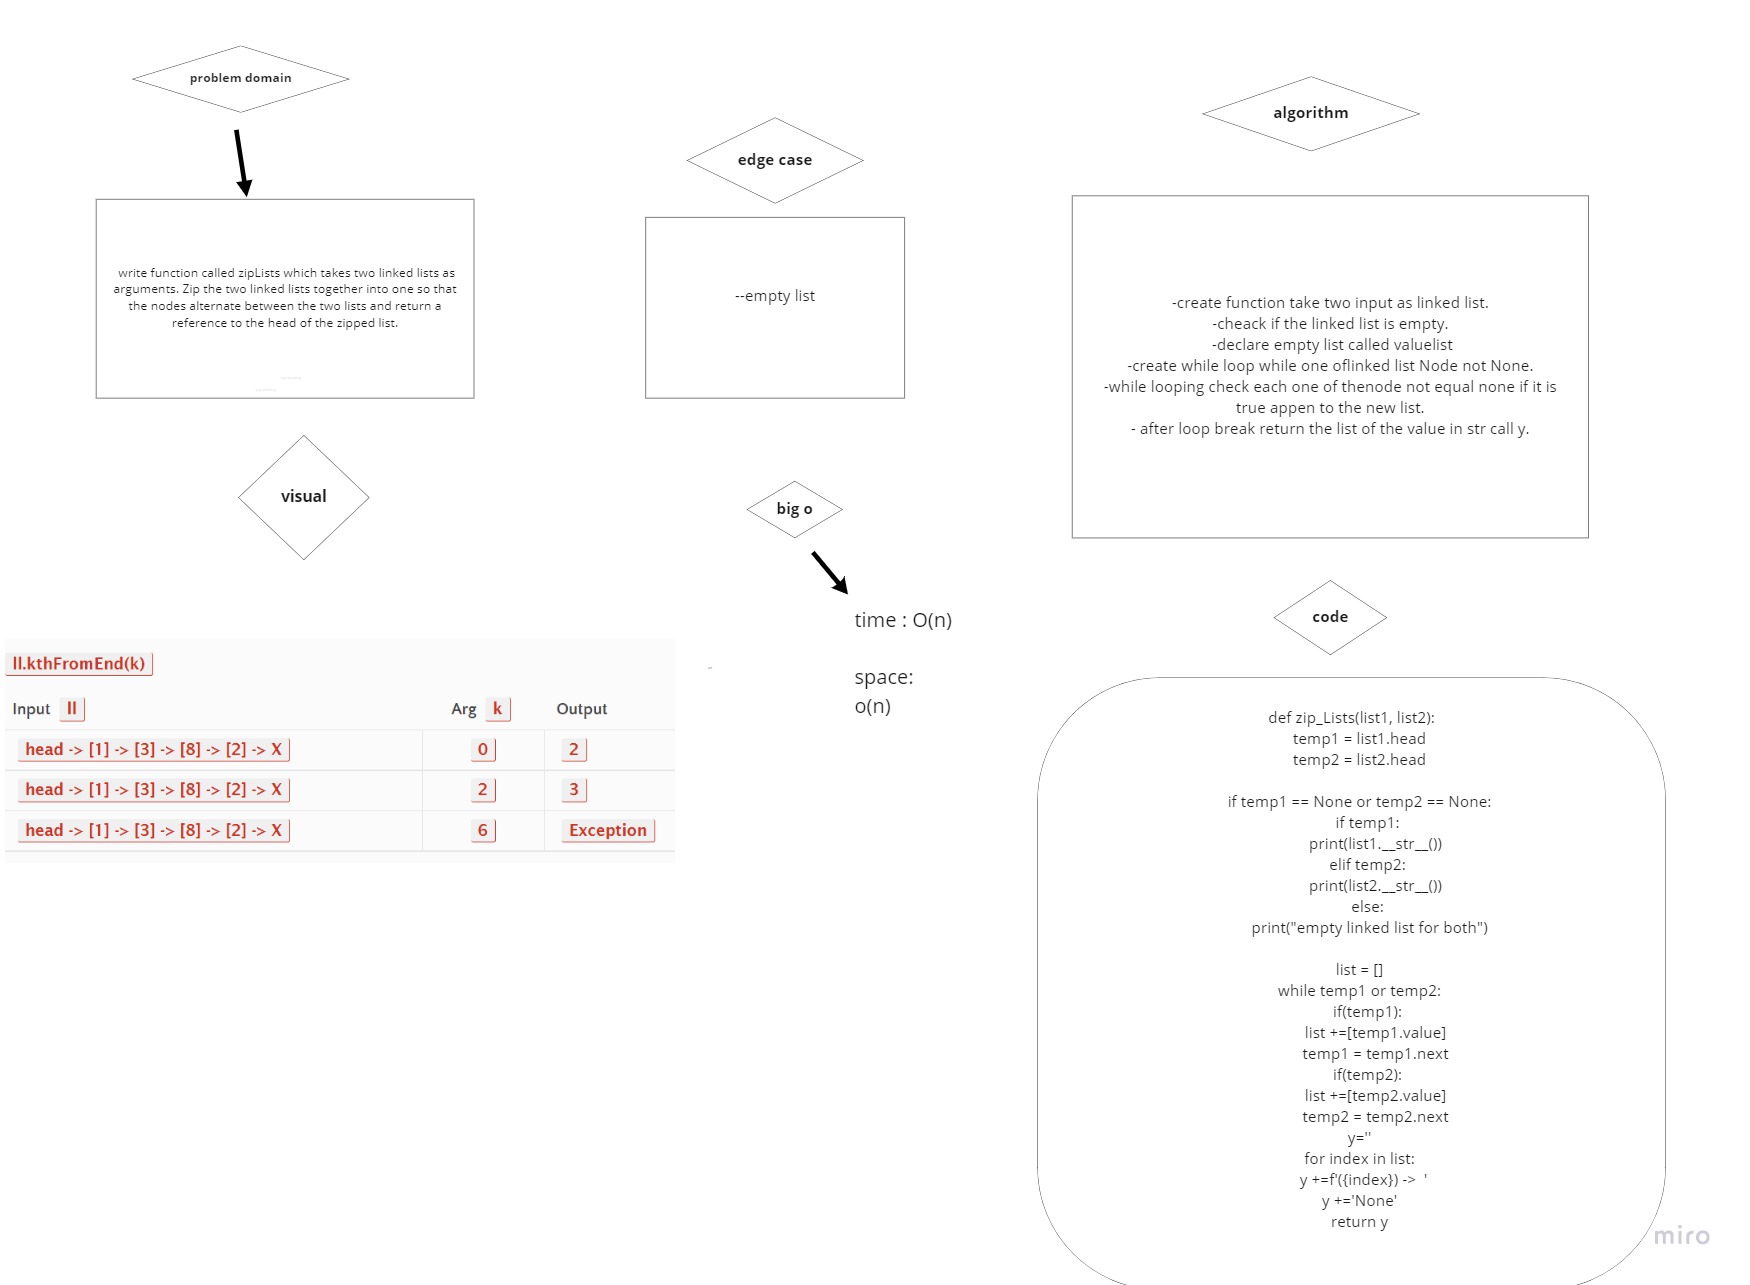 problem domain
write function called zipLists which takes two linked lists as
arguments. Zip the two linked lists together into one so that
the nodes alternate between the two lists and return a
reference to the head of the zipped list.
visual
ll.kthFromEnd(k)
Input ll Arg k Output
head -> [1] -> [3] -> [8] -> [2] -> X 0 2
head -> [1] -> [3] -> [8] -> [2] -> X 2 3
head -> [1] -> [3] -> [8] -> [2] -> X 6 Exception
edge case
--empty list
big o
time : O(n)
space:
o(n)
algorithm
-create function take two input as linked list.
-cheack if the linked list is empty.
-declare empty list called valuelist
-create while loop while one oflinked list Node not None.
-while looping check each one of thenode not equal none if it is
true appen to the new list.
- after loop break return the list of the value in str call y.
code
def zip_Lists(list1, list2):
temp1 = list1.head
temp2 = list2.head
if temp1 == None or temp2 == None:
if temp1:
print(list1.__str__())
elif temp2:
print(list2.__str__())
else:
print("empty linked list for both")
list = []
while temp1 or temp2:
if(temp1):
list +=[temp1.value]
temp1 = temp1.next
if(temp2):
list +=[temp2.value]
temp2 = temp2.next
y=''
for index in list:
y +=f'({index}) -> '
y +='None'
return y
miro